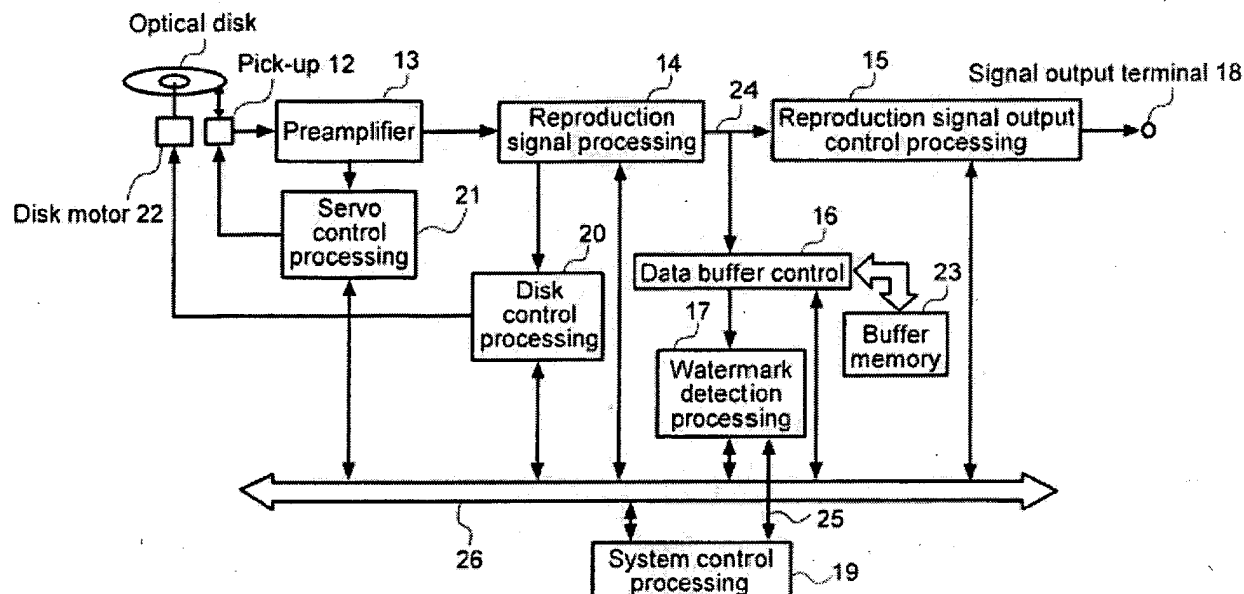 Optical disk
Pick-up 12
13
14
15
Signal output terminal 18
24
Preamplifier
Reproduction
signal processing
Reproduction signal output
control processing
Disk motor 22
Servo
control
processing
21
20
16
Data buffer control
23
Disk
control
processing
17
Buffer
memory
Watermark
detection
processing
26
25
System control
processing
19